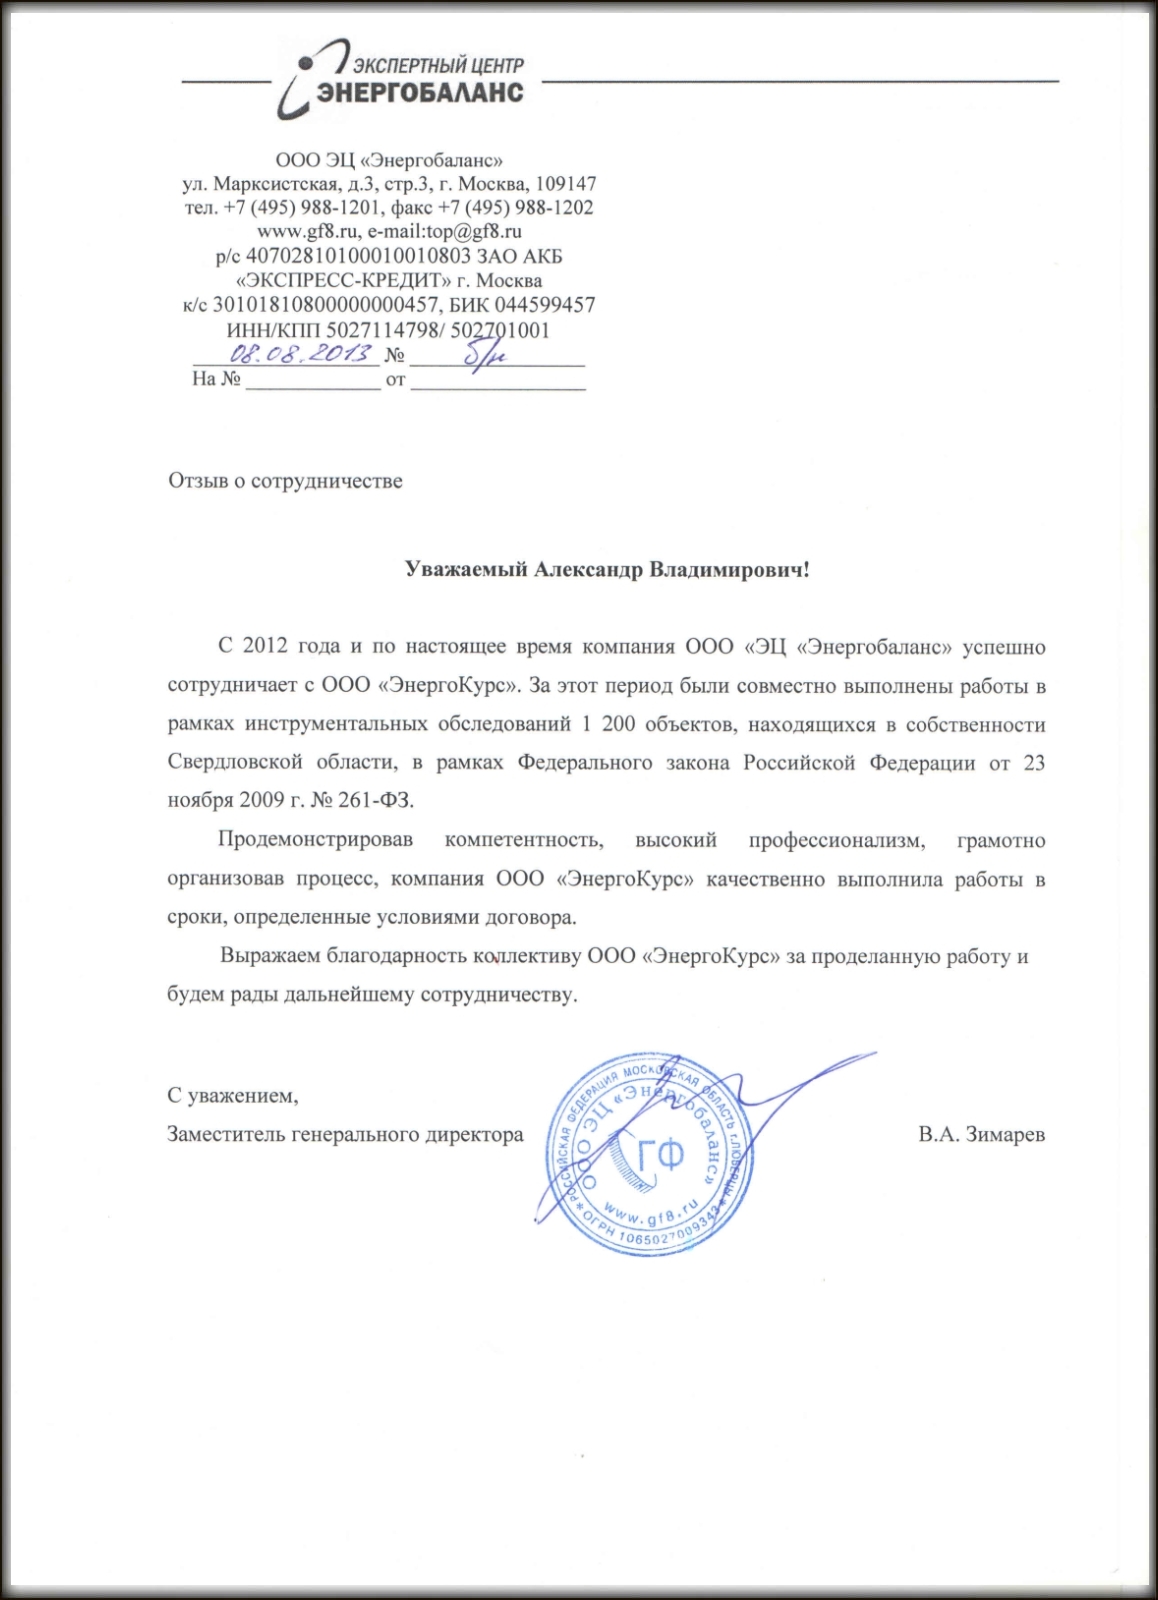 ЭКСПЕРТНЫЙ ЦЕНТР
ЭНЕРГОБАЛАНС
ООО ЭЦ «Энергобаланс»
ул. Марксистская, д.3, стр.3, г. Москва, 109147
тел. +7 (495) 988-1201, факс +7 (495) 988-1202
www.gf8.ru, e-mail:top@gf8.ru
р/с 40702810100010010803 ЗАО АКБ
«ЭКСПРЕСС-КРЕДИТ» г. Москва
к/с 30101810800000000457, БИК 044599457
ИНН/КПП 5027114798/ 502701001
08.08.2013 № б/н
На № ____________ от ________________
Отзыв о сотрудничестве
Уважаемый Александр Владимирович!
С 2012 года и по настоящее время компания ООО «ЭЦ «Энергобаланс» успешно
сотрудничает с ООО «ЭнергоКурс». За этот период были совместно выполнены работы в
рамках инструментальных обследований 1 200 объектов, находящихся в собственности
Свердловской области, в рамках Федерального закона Российской Федерации от 23
ноября 2009 г. № 261-ФЗ.
Продемонстрировав компетентность, высокий профессионализм, грамотно
организовав процесс, компания ООО «ЭнергоКурс» качественно выполнила работы в
сроки, определенные условиями договора.
Выражаем благодарность коллективу ООО «ЭнергоКурс» за проделанную работу и
будем рады дальнейшему сотрудничеству.
С уважением,
Заместитель генерального директора В.А. Зимарев
РОССИЙСКАЯ ФЕДЕРАЦИЯ МОСКОВСКАЯ ОБЛАСТЬ г.ЛЮБЕРЦЫ
* ОГРН 1065027009343 *
ООО ЭЦ «Энергобаланс»
ГФ
www.gf8.ru